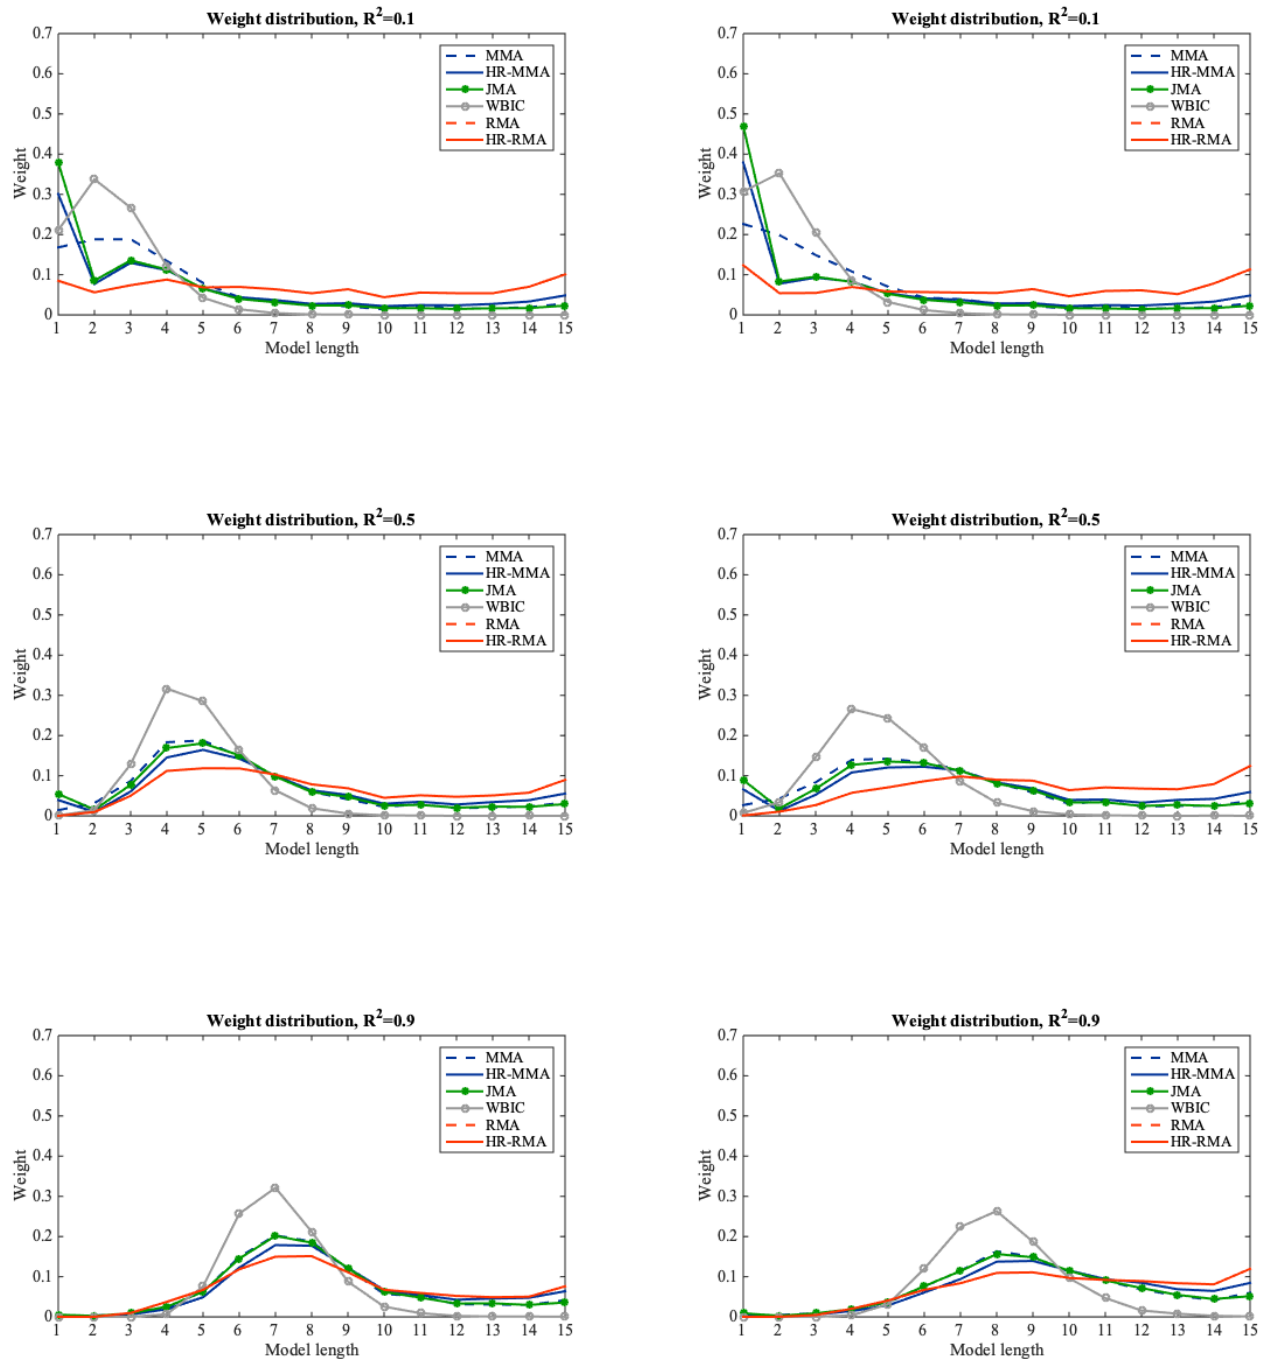 Weight distribution, R²=0.1
0.7
0.6
0.5
0.4
0.3
0.2
0.1
0
Weight
MMA
HR-MMA
JMA
WBIC
RMA
HR-RMA
1 2 3 4 5 6 7 8 9 10 11 12 13 14 15
Model length
Weight distribution, R²=0.1
0.7
0.6
0.5
0.4
0.3
0.2
0.1
0
Weight
MMA
HR-MMA
JMA
WBIC
RMA
HR-RMA
1 2 3 4 5 6 7 8 9 10 11 12 13 14 15
Model length
Weight distribution, R²=0.5
0.7
0.6
0.5
0.4
0.3
0.2
0.1
0
Weight
MMA
HR-MMA
JMA
WBIC
RMA
HR-RMA
1 2 3 4 5 6 7 8 9 10 11 12 13 14 15
Model length
Weight distribution, R²=0.5
0.7
0.6
0.5
0.4
0.3
0.2
0.1
0
Weight
MMA
HR-MMA
JMA
WBIC
RMA
HR-RMA
1 2 3 4 5 6 7 8 9 10 11 12 13 14 15
Model length
Weight distribution, R²=0.9
0.7
0.6
0.5
0.4
0.3
0.2
0.1
0
Weight
MMA
HR-MMA
JMA
WBIC
RMA
HR-RMA
1 2 3 4 5 6 7 8 9 10 11 12 13 14 15
Model length
Weight distribution, R²=0.9
0.7
0.6
0.5
0.4
0.3
0.2
0.1
0
Weight
MMA
HR-MMA
JMA
WBIC
RMA
HR-RMA
1 2 3 4 5 6 7 8 9 10 11 12 13 14 15
Model length